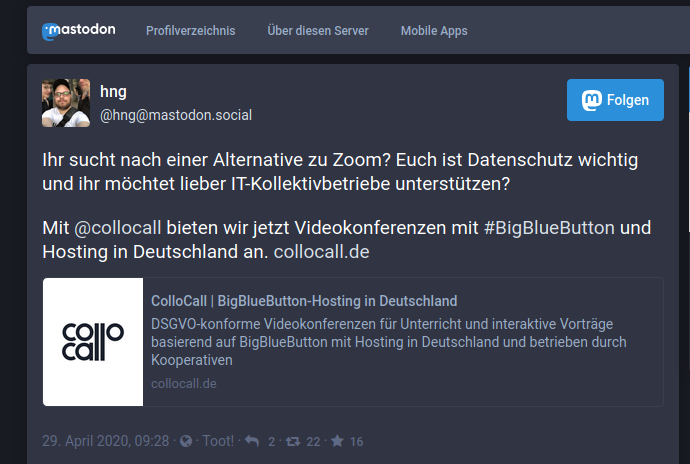 mastodon Profilverzeichnis Über diesen Server Mobile Apps
hng
@hng@mastodon.social
Folgen
Ihr sucht nach einer Alternative zu Zoom? Euch ist Datenschutz wichtig
und ihr möchtet lieber IT-Kollektivbetriebe unterstützen?
Mit @collocall bieten wir jetzt Videokonferenzen mit #BigBlueButton und
Hosting in Deutschland an. collocall.de
collo
call
ColloCall | BigBlueButton-Hosting in Deutschland
DSGVO-konforme Videokonferenzen für Unterricht und interaktive Vorträge
basierend auf BigBlueButton mit Hosting in Deutschland und betrieben durch
Kooperativen
collocall.de
29. April 2020, 09:28 · · Toot! · 2 · 22 · 16